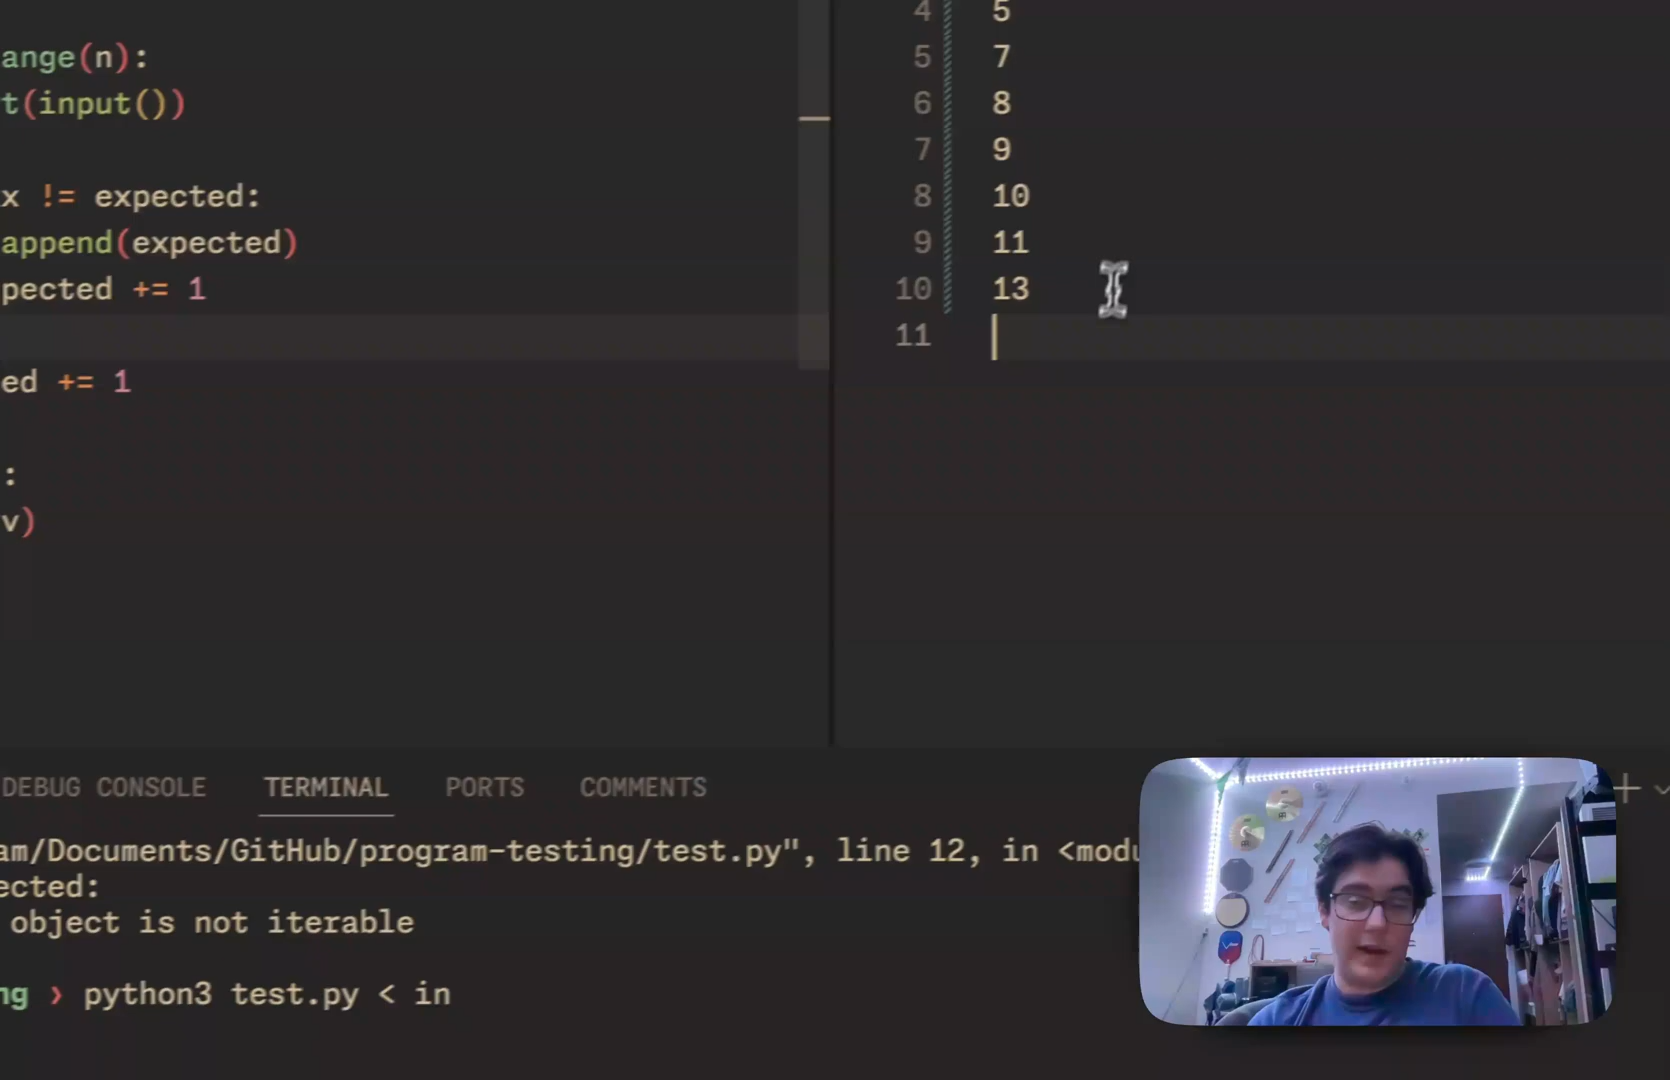 ange(n):
t(input())
x != expected:
append(expected)
pected += 1
ed += 1
:
v)
4 5
5 7
6 8
7 9
8 10
9 11
10 13
11
DEBUG CONSOLE TERMINAL PORTS COMMENTS
am/Documents/GitHub/program-testing/test.py", line 12, in <modu
ected:
object is not iterable
ng › python3 test.py < in